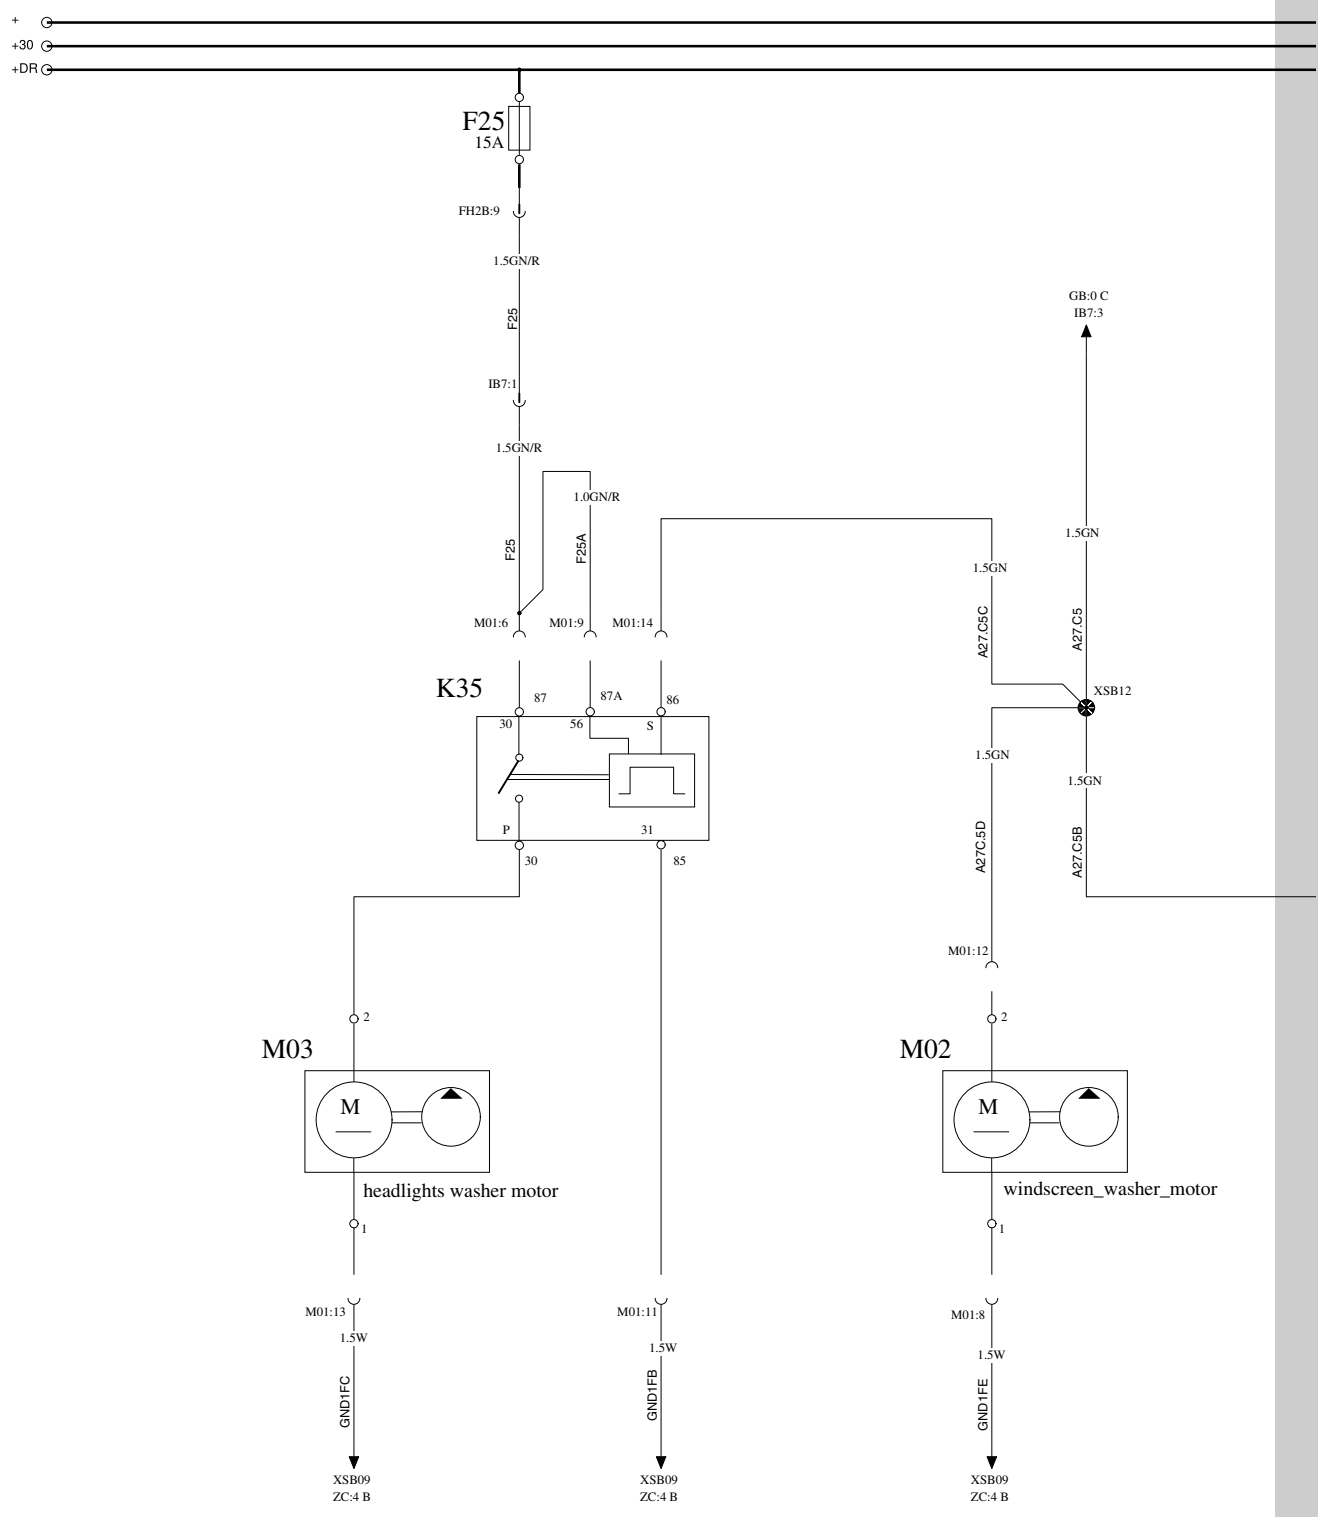 +
+30
+DR
F25
15A
FH2B:9
1.5GN/R
F25
GB:0 C
IB7:3
IB7:1
1.5GN/R
1.0GN/R
1.5GN
F25
F25A
1.5GN
A27.C5C
A27.C5
M01:6
M01:9
M01:14
K35
87
87A
86
XSB12
30
56
S
1.5GN
1.5GN
P
31
A27C.5D
A27.C5B
30
85
M01:12
2
2
M03
M02
M
M
headlights washer motor
windscreen_washer_motor
1
1
M01:13
M01:11
M01:8
1.5W
1.5W
1.5W
GND1FC
GND1FB
GND1FE
XSB09
ZC:4 B
XSB09
ZC:4 B
XSB09
ZC:4 B